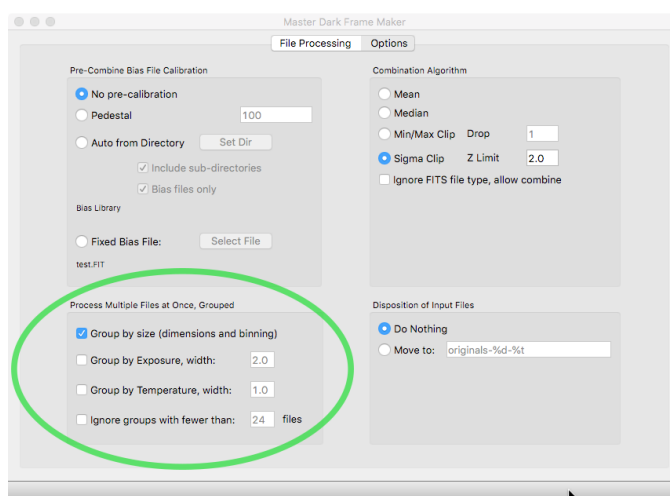 Master Dark Frame Maker
File Processing Options
Pre-Combine Bias File Calibration
No pre-calibration
Pedestal 100
Auto from Directory Set Dir
Include sub-directories
Bias files only
Bias Library
Fixed Bias File: Select File
test.FIT
Combination Algorithm
Mean
Median
Min/Max Clip Drop 1
Sigma Clip Z Limit 2.0
Ignore FITS file type, allow combine
Process Multiple Files at Once, Grouped
Group by size (dimensions and binning)
Group by Exposure, width: 2.0
Group by Temperature, width: 1.0
Ignore groups with fewer than: 24 files
Disposition of Input Files
Do Nothing
Move to: originals-%d-%t